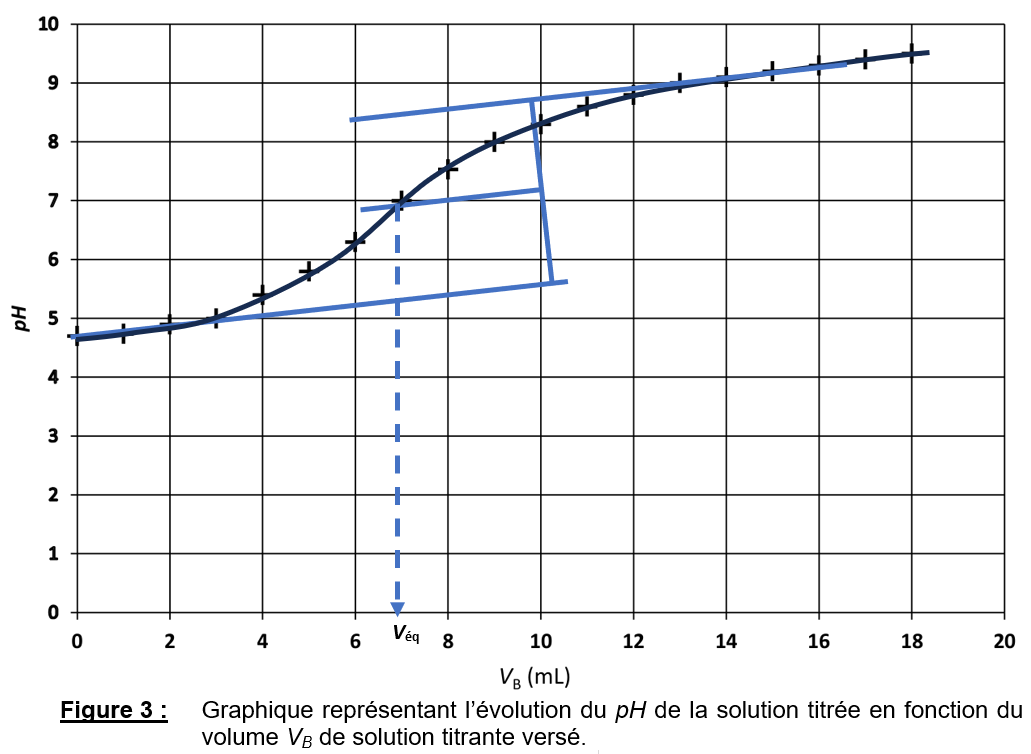 10
9
8
7
6
5
4
3
2
1
0
pH
0 2 4 6 Véq 8 10 12 14 16 18 20
VB (mL)
Figure 3 : Graphique représentant l’évolution du pH de la solution titrée en fonction du
volume VB de solution titrante versé.